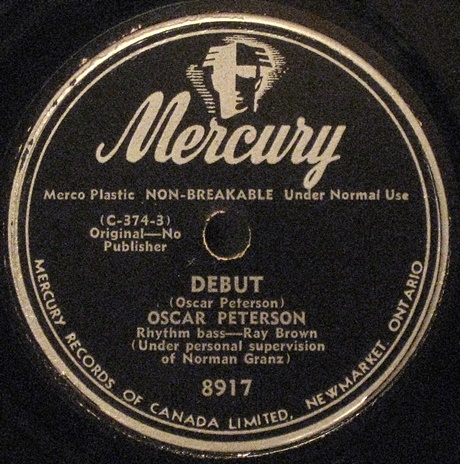 Mercury
Merco Plastic NON-BREAKABLE Under Normal Use
(C-374-3)
Original—No
Publisher
DEBUT
(Oscar Peterson)
OSCAR PETERSON
Rhythm bass—Ray Brown
(Under personal supervision
of Norman Granz)
8917
MERCURY RECORDS OF CANADA LIMITED, NEWMARKET ONTARIO